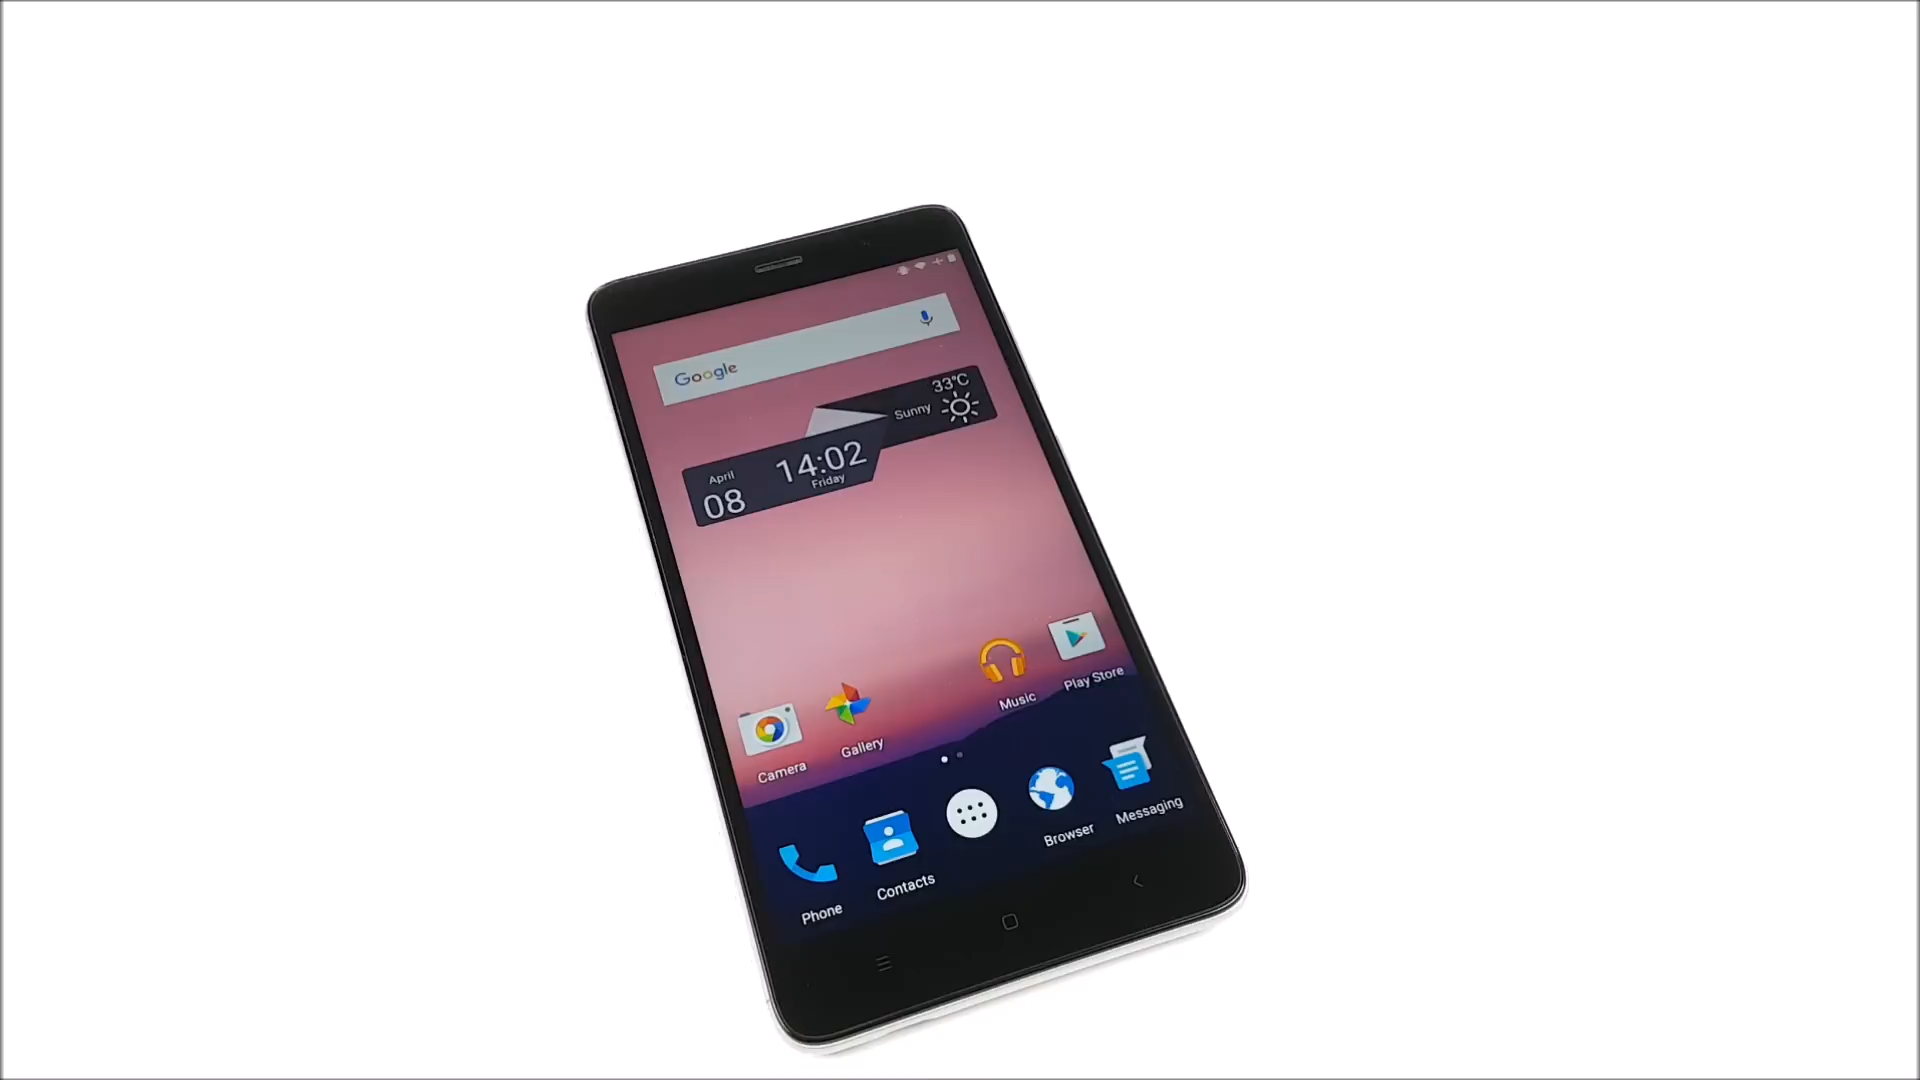 Google
33°C
Sunny
April
08
14:02
Friday
Camera
Gallery
Music
Play Store
Phone
Contacts
Browser
Messaging